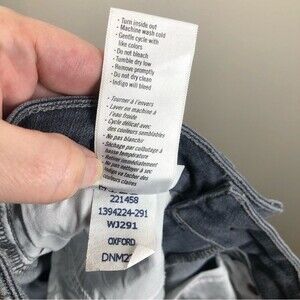 • Turn inside out
• Machine wash cold
• Gentle cycle with
like colors
• Do not bleach
• Tumble dry low
• Remove promptly
• Do not dry clean
• Indigo will bleed
• Tourner à l'envers
• Laver en machine à
l'eau froide
• Cycle délicat avec
des couleurs semblables
• Ne pas blanchir
• Séchage par culbutage à
basse température
• Retirer immédiatement
• Ne pas nettoyer à sec
• Indigo va
des
couleurs claires
221458
1394224-291
WJ291
OXFORD